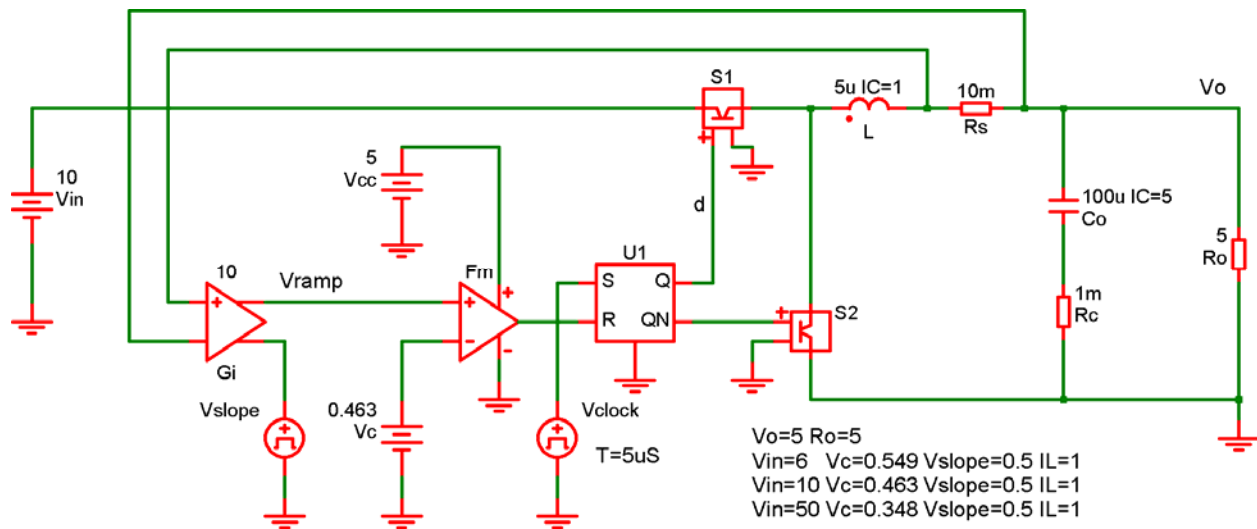 S1
5u IC=1
L
10m
Rs
Vo
10
Vin
5
Vcc
d
100u IC=5
Co
5
Ro
U1
10
Vramp
Fm
+
+
S
Q
+
R
QN
+
S2
1m
Rc
+
-
-
Gi
Vslope
+
0.463
Vc
Vclock
+
T=5uS
Vo=5 Ro=5
Vin=6 Vc=0.549 Vslope=0.5 IL=1
Vin=10 Vc=0.463 Vslope=0.5 IL=1
Vin=50 Vc=0.348 Vslope=0.5 IL=1